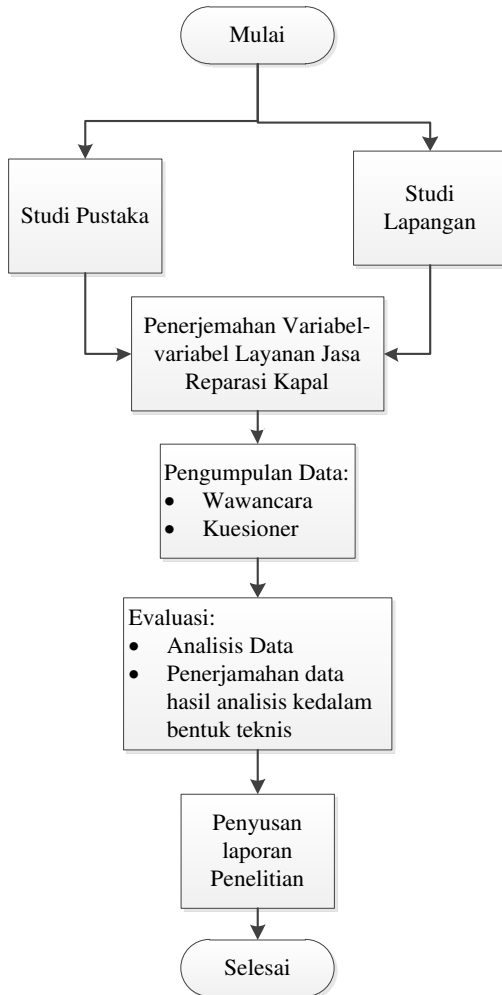 Mulai
Studi Pustaka
Studi
Lapangan
Penerjemahan Variabel-
variabel Layanan Jasa
Reparasi Kapal
Pengumpulan Data:
• Wawancara
• Kuesioner
Evaluasi:
• Analisis Data
• Penerjamahan data
hasil analisis kedalam
bentuk teknis
Penyusan
laporan
Penelitian
Selesai